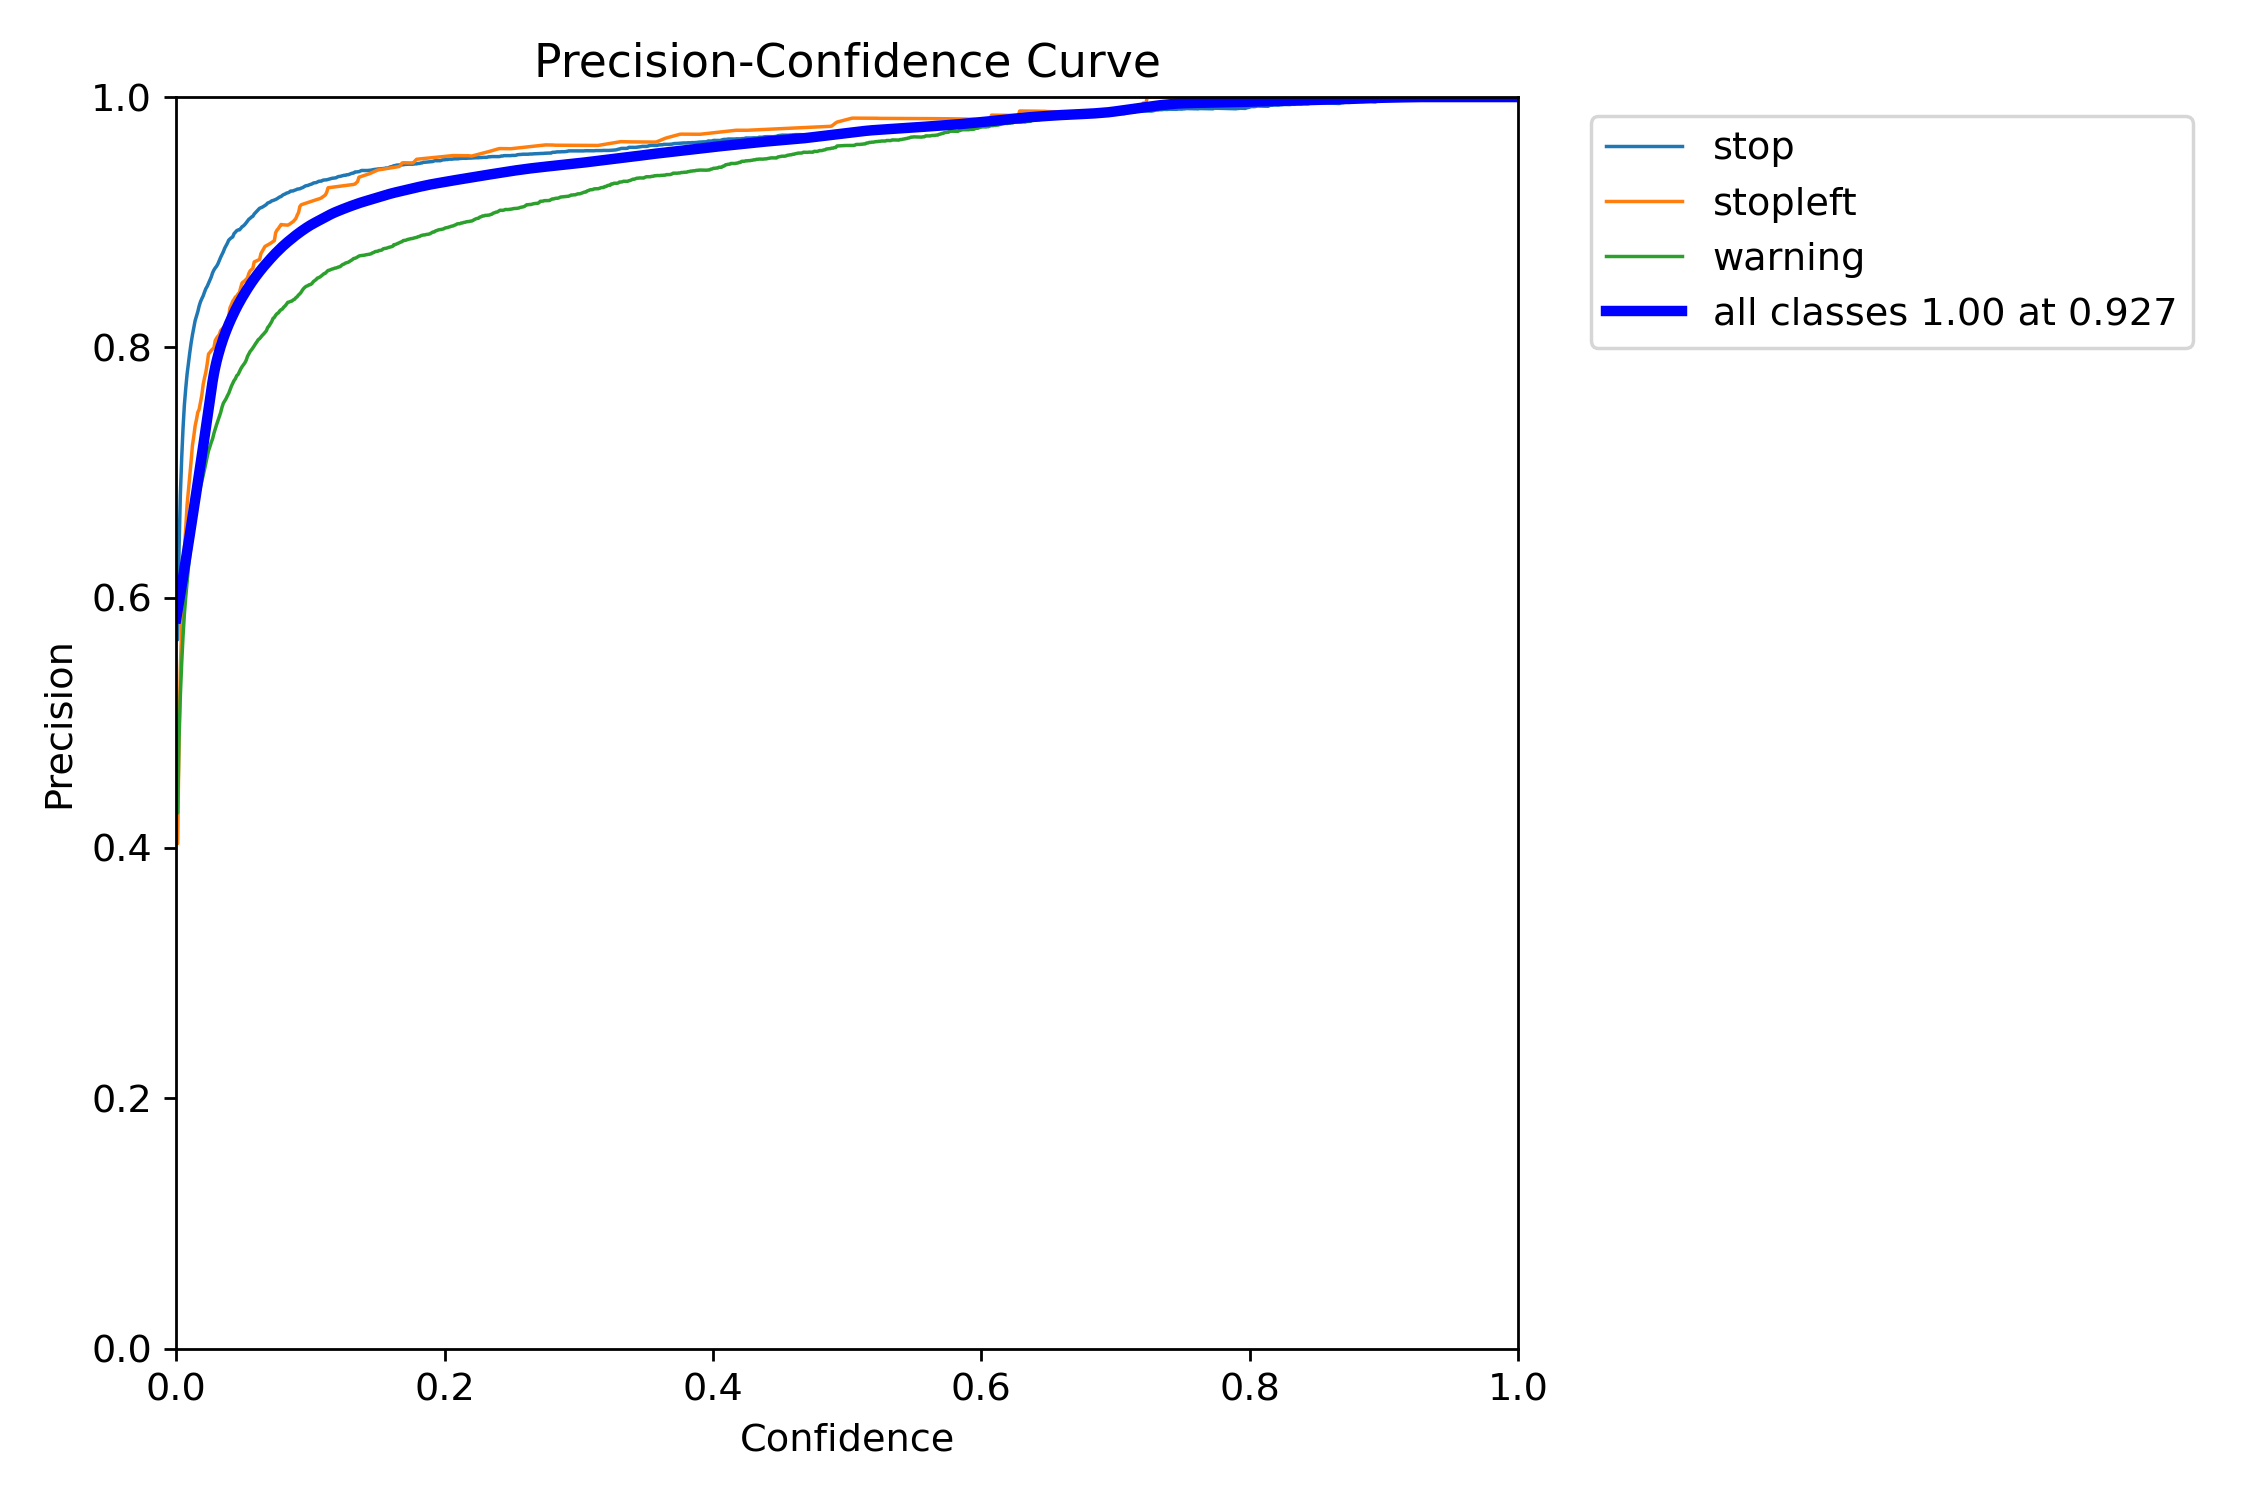 Precision-Confidence Curve
1.0
0.8
0.6
0.4
0.2
0.0
Precision
0.0 0.2 0.4 0.6 0.8 1.0
Confidence
stop
stopleft
warning
all classes 1.00 at 0.927